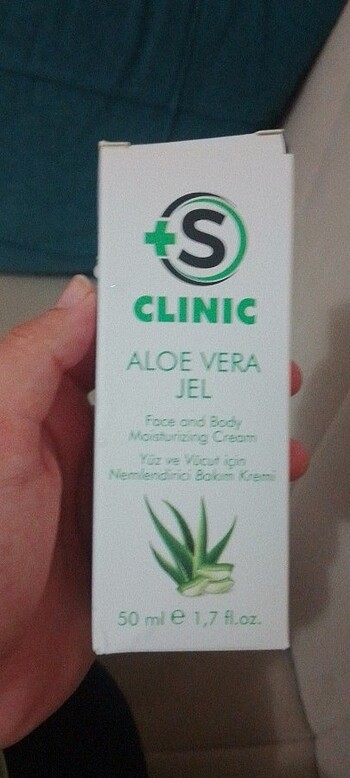 +S
CLINIC
ALOE VERA
JEL
Face and Body
Moisturizing Cream
Yüz ve Vücut için
Nemlendirici Bakım Kremi
50 ml ℮ 1,7 fl.oz.